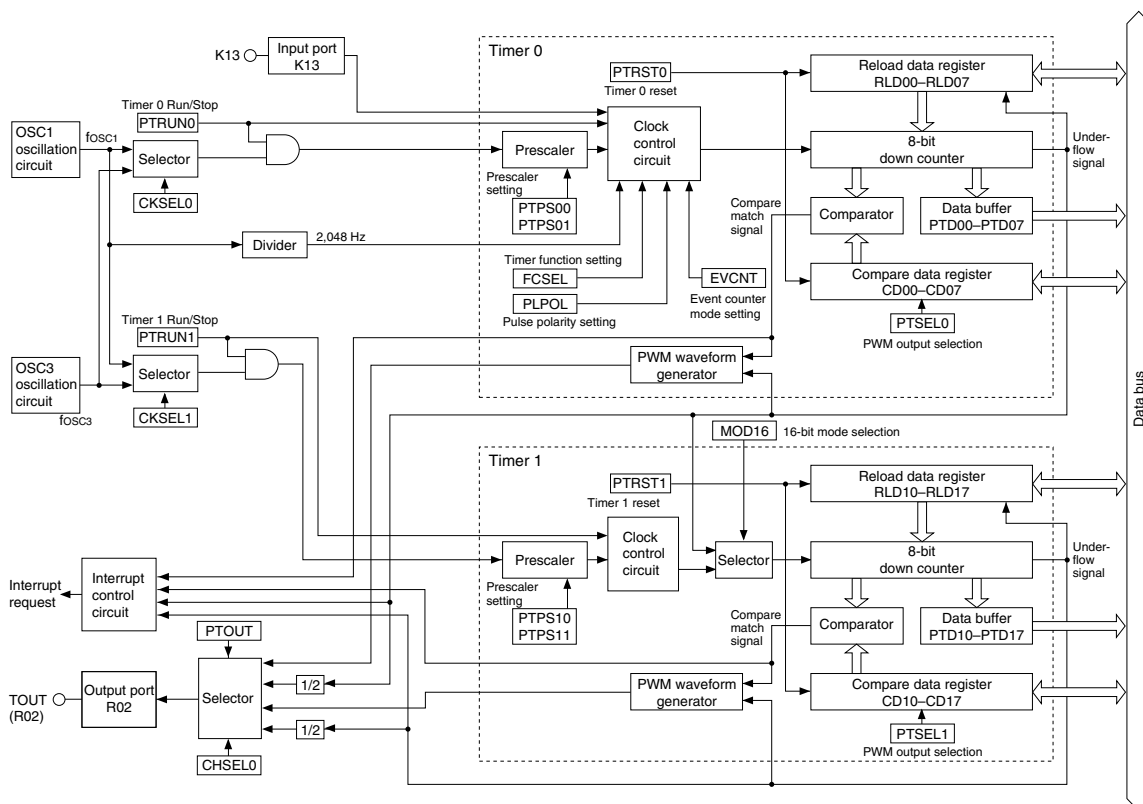 Timer 0
K13
Input port
K13
PTRST0
Timer 0 reset
Reload data register
RLD00–RLD07
Timer 0 Run/Stop
PTRUN0
OSC1
oscillation
circuit
fOSC1
Selector
CKSEL0
Prescaler
Prescaler
setting
PTPS00
PTPS01
Clock
control
circuit
8-bit
down counter
Under-
flow
signal
Compare
match
signal
Comparator
Data buffer
PTD00–PTD07
Divider
2,048 Hz
Timer function setting
FCSEL
PLPOL
Pulse polarity setting
EVCNT
Event counter
mode setting
Compare data register
CD00–CD07
PTSEL0
PWM output selection
Timer 1 Run/Stop
PTRUN1
OSC3
oscillation
circuit
fOSC3
Selector
CKSEL1
PWM waveform
generator
Data bus
MOD16
16-bit mode selection
Timer 1
PTRST1
Timer 1 reset
Reload data register
RLD10–RLD17
Prescaler
Prescaler
setting
PTPS10
PTPS11
Clock
control
circuit
Selector
8-bit
down counter
Under-
flow
signal
Compare
match
signal
Comparator
Data buffer
PTD10–PTD17
Interrupt
request
Interrupt
control
circuit
PTOUT
TOUT
(R02)
Output port
R02
Selector
1/2
1/2
CHSEL0
PWM waveform
generator
Compare data register
CD10–CD17
PTSEL1
PWM output selection